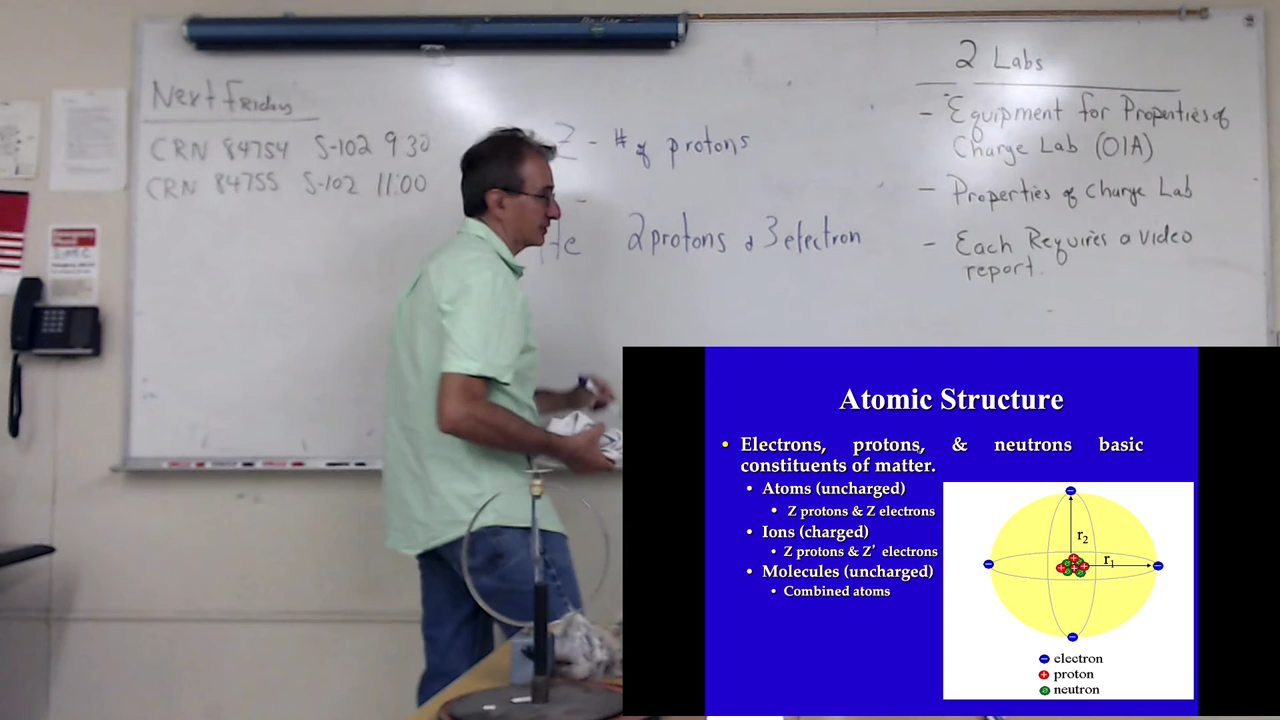 Next Friday
CRN 84754 S-102 9:30
CRN 84755 S-102 11:00
Z - # of protons
-
He 2 protons & 3 electron
2 Labs
- Equipment for Properties of
Charge Lab (OIA)
- Properties of Charge Lab
- Each Requires a video
report.
Atomic Structure
• Electrons, protons, & neutrons basic
constituents of matter.
• Atoms (uncharged)
• Z protons & Z electrons
• Ions (charged)
• Z protons & Z' electrons
• Molecules (uncharged)
• Combined atoms
r₂
r₁
electron
proton
neutron